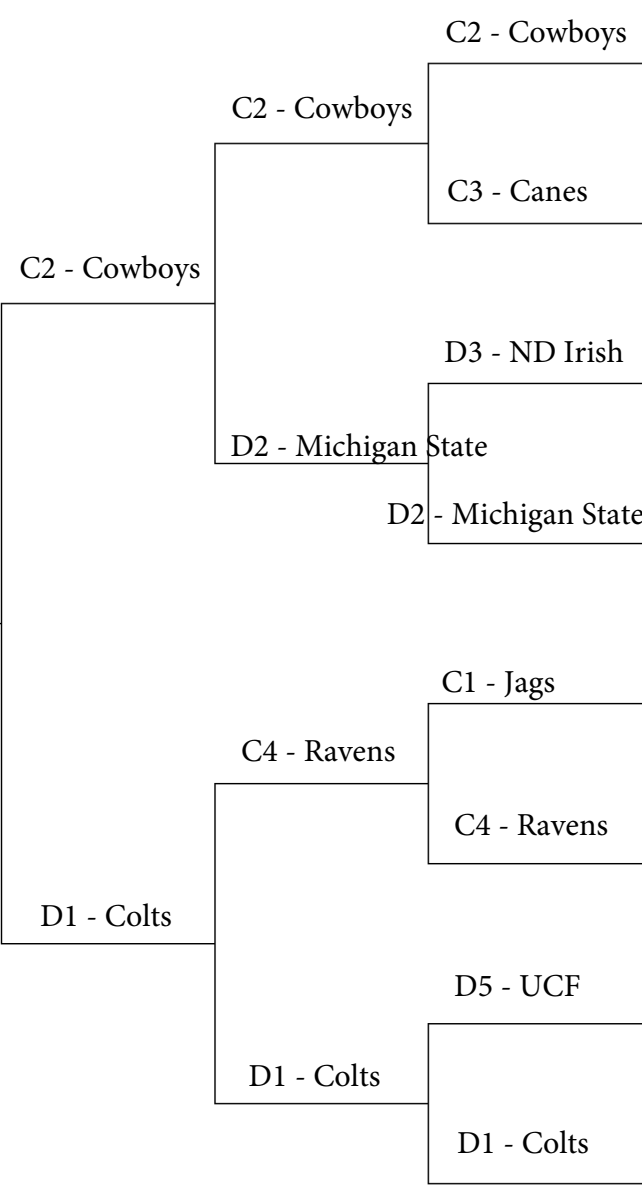 C2 - Cowboys
C2 - Cowboys
C3 - Canes
C2 - Cowboys
D3 - ND Irish
D2 - Michigan State
D2 - Michigan State
C1 - Jags
C4 - Ravens
C4 - Ravens
D1 - Colts
D5 - UCF
D1 - Colts
D1 - Colts